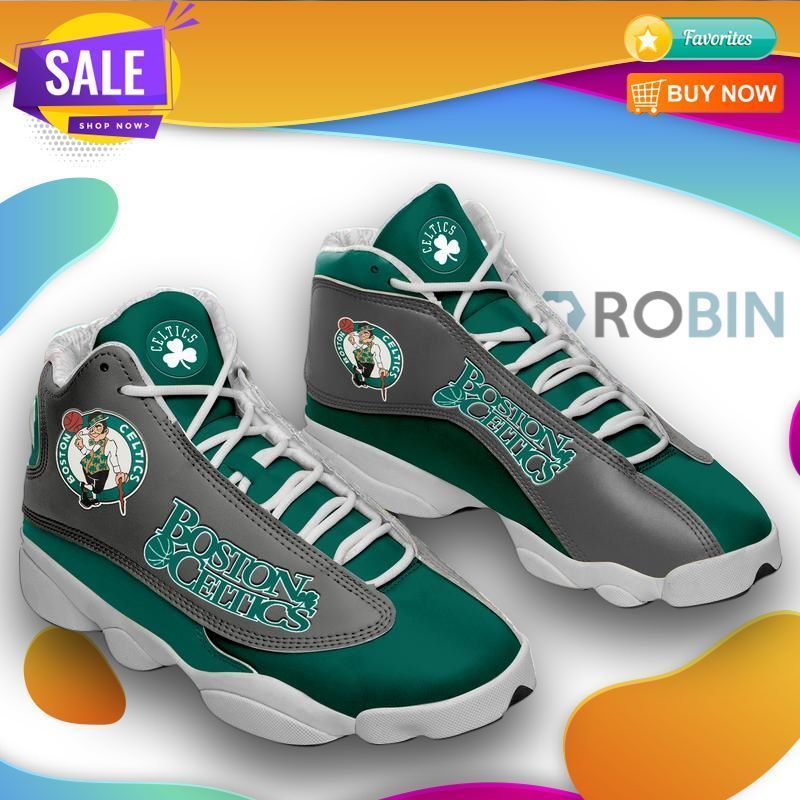 SALE
SHOP NOW>
Favorites
BUY NOW
ROBIN
CELTICS
CELTICS
BOSTON CELTICS
BOSTON
CELTICS
BOSTON CELTICS
BOSTON
CELTICS